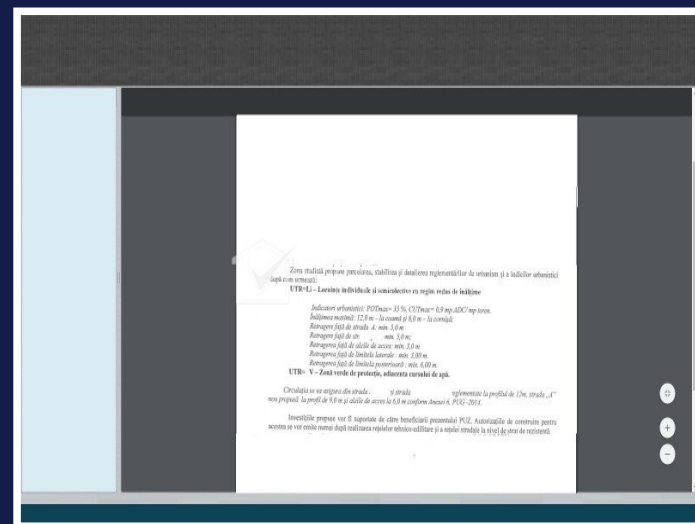 Zona studiată propune parcelarea, stabilirea și detalierea reglementărilor de urbanism și a indicilor urbanistici
după cum urmează:
UTR=Li – Locuințe individuale și semicolective cu regim redus de înălțime
Indicatori urbanistici: POTmax= 35 %, CUTmax= 0,9 mp.ADC/ mp teren.
Înălțimea maximă: 12,0 m – la coamă și 8,0 m – la cornișă;
Retragere față de strada A: min. 5,0 m
Retragere față de str. , min. 5,0 m;
Retragerea față de aleile de acces: min. 3,0 m
Retragerea față de limitele laterale : min. 3,00 m.
Retragerea față de limitele posterioară : min. 6,00 m.
UTR= V – Zonă verde de protecție, adiacenta cursului de apă.
Circulația se va asigura din strada . și strada reglementate la profilul de 12m, strada „A”
nou propusă la profil de 9,0 m și aleile de acces la 6,0 m conform Anexei 6, PUG -2014.
Investițiile propuse vor fi suportate de către beneficiarii prezentului PUZ. Autorizațiile de construire pentru
acestea se vor emite numai după realizarea rețelelor tehnico-edilitare și a rețelei stradale la nivel de strat de rezistență.